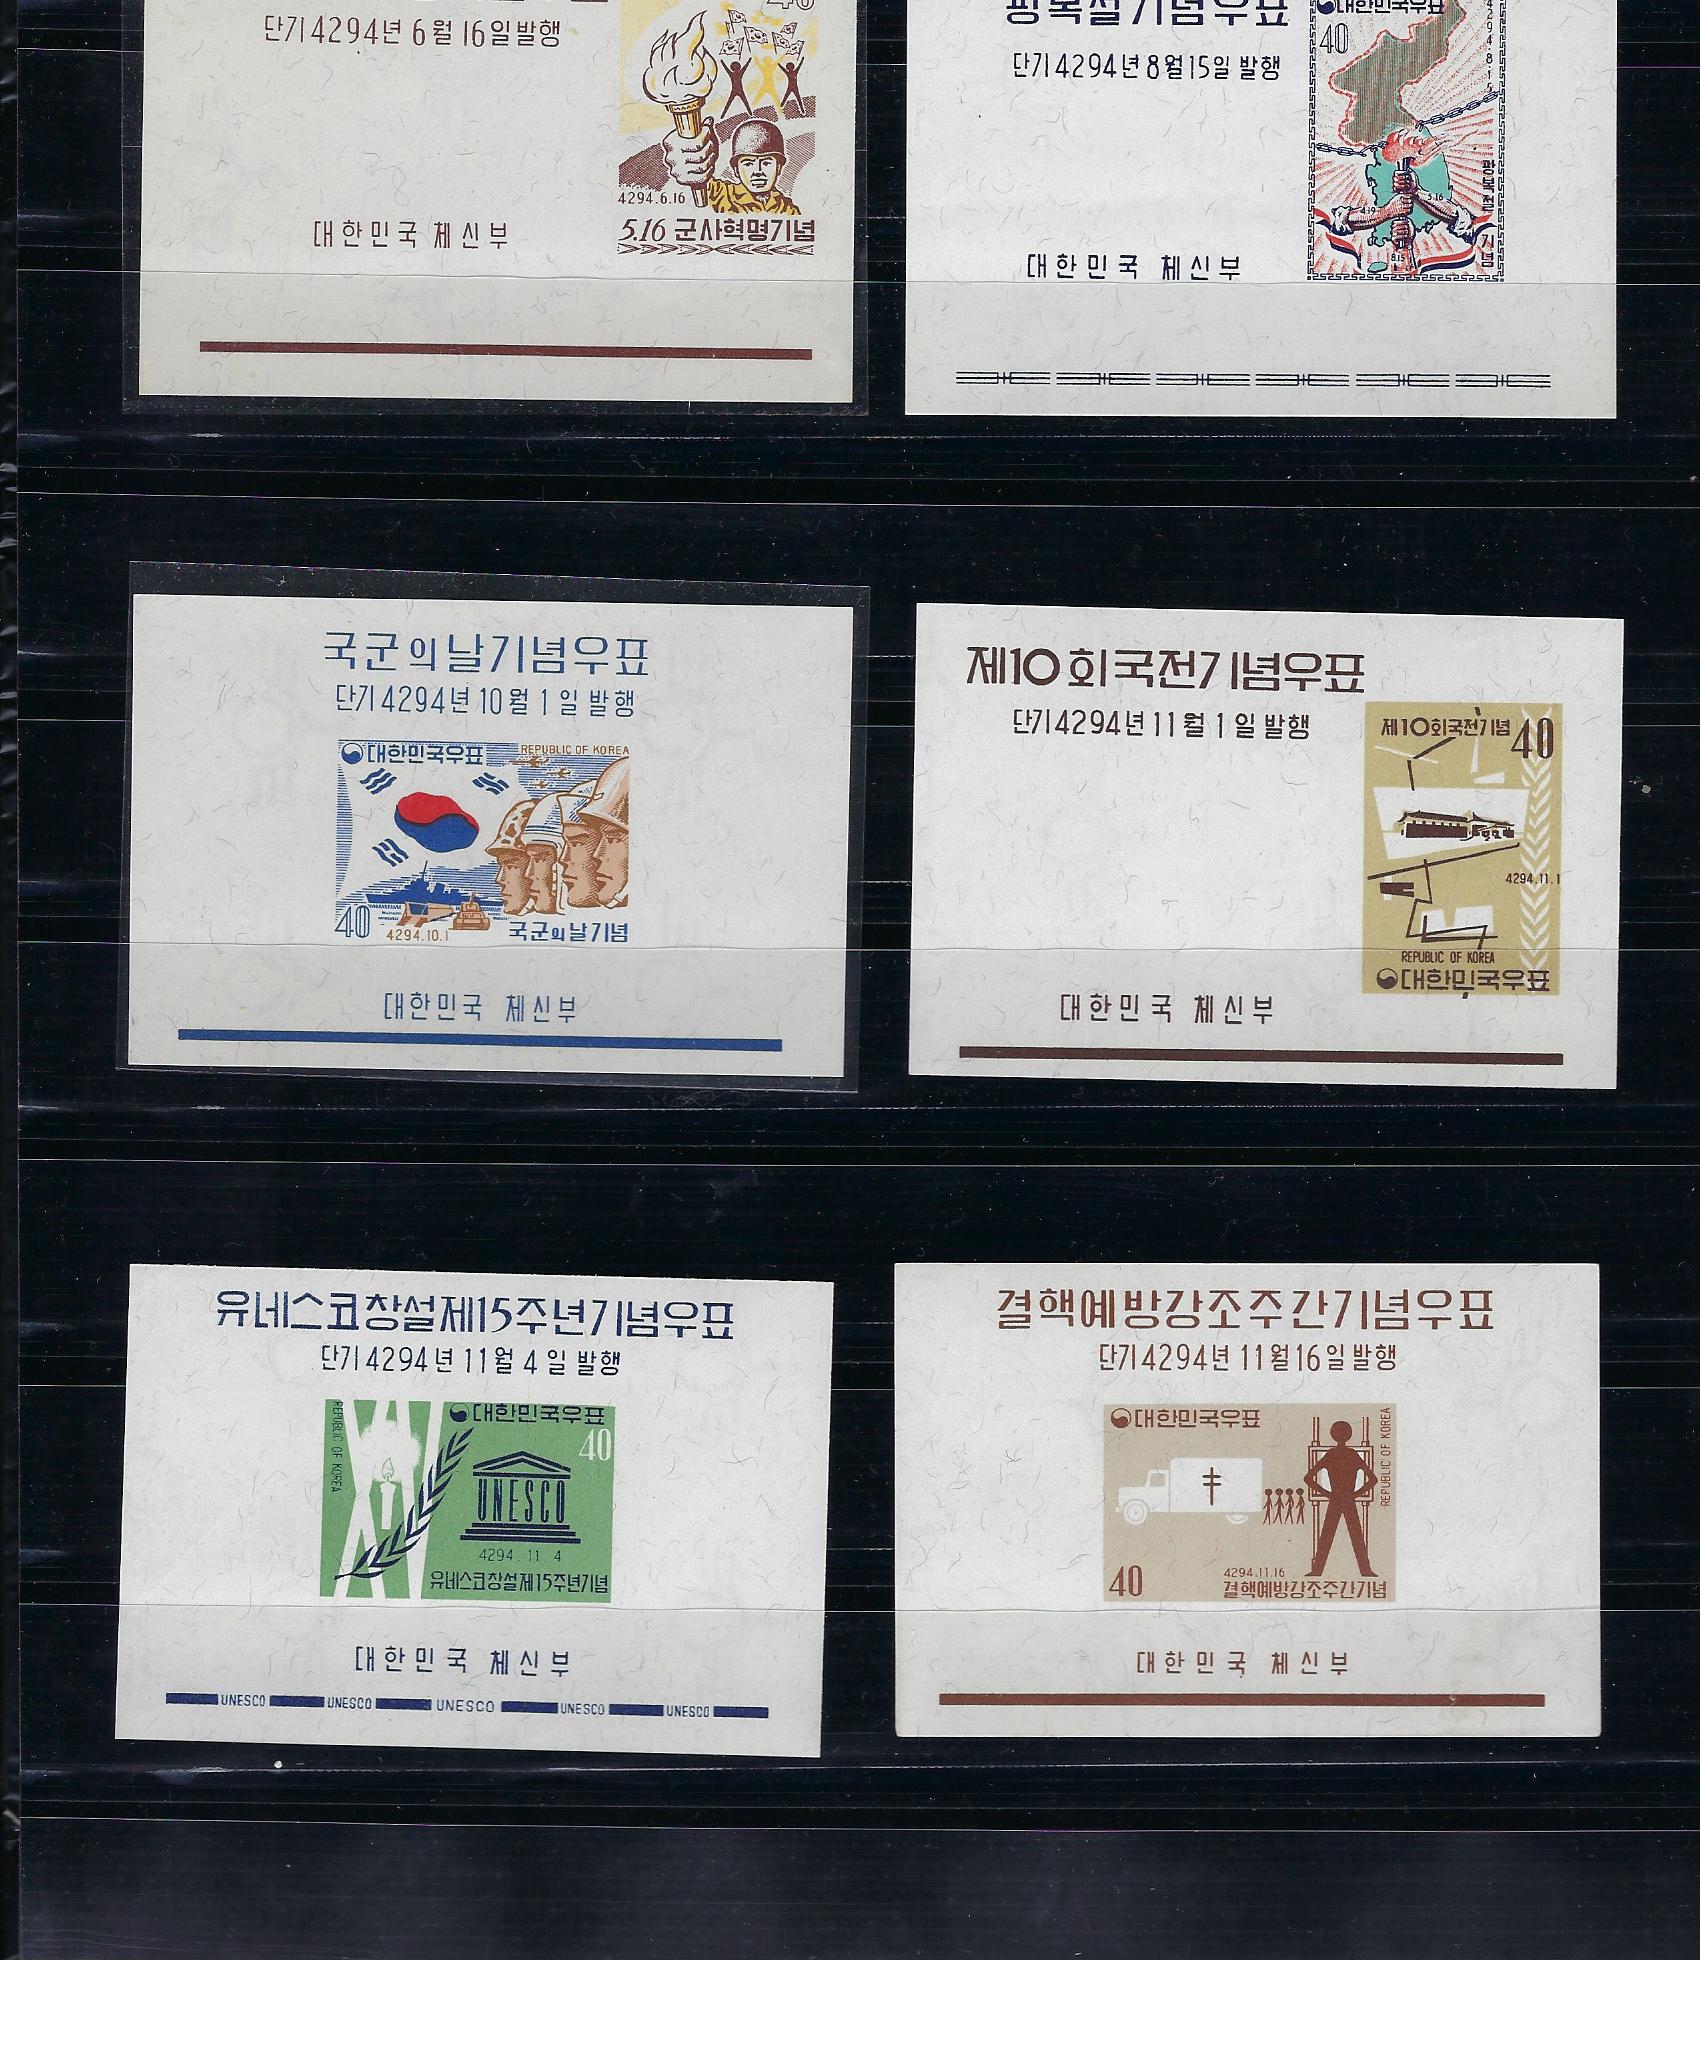 단기4294년 6월 16일발행
40
4294.6.16
5.16 군사혁명기념
대한민국 체신부
광복절기념우표
단기4294년8월15일 발행
대한민국우표
40
4294.8.15
4.19
5.16
8.15
광복절기념
대한민국 체신부
국군의날기념우표
단기4294년 10월 1일 발행
대한민국우표
REPUBLIC OF KOREA
40
4294.10.1
국군의날기념
대한민국 체신부
제10회국전기념우표
단기4294년 11월 1일 발행
제10회국전기념
40
4294.11.1
REPUBLIC OF KOREA
대한민국우표
대한민국 체신부
유네스코창설제15주년기념우표
단기4294년 11월 4일 발행
REPUBLIC OF KOREA
대한민국우표
40
UNESCO
4294.11.4
유네스코창설제15주년기념
대한민국 체신부
UNESCO UNESCO UNESCO UNESCO UNESCO
결핵예방강조주간기념우표
단기4294년 11월16일발행
대한민국우표
REPUBLIC OF KOREA
40
4294.11.16
결핵예방강조주간기념
대한민국 체신부